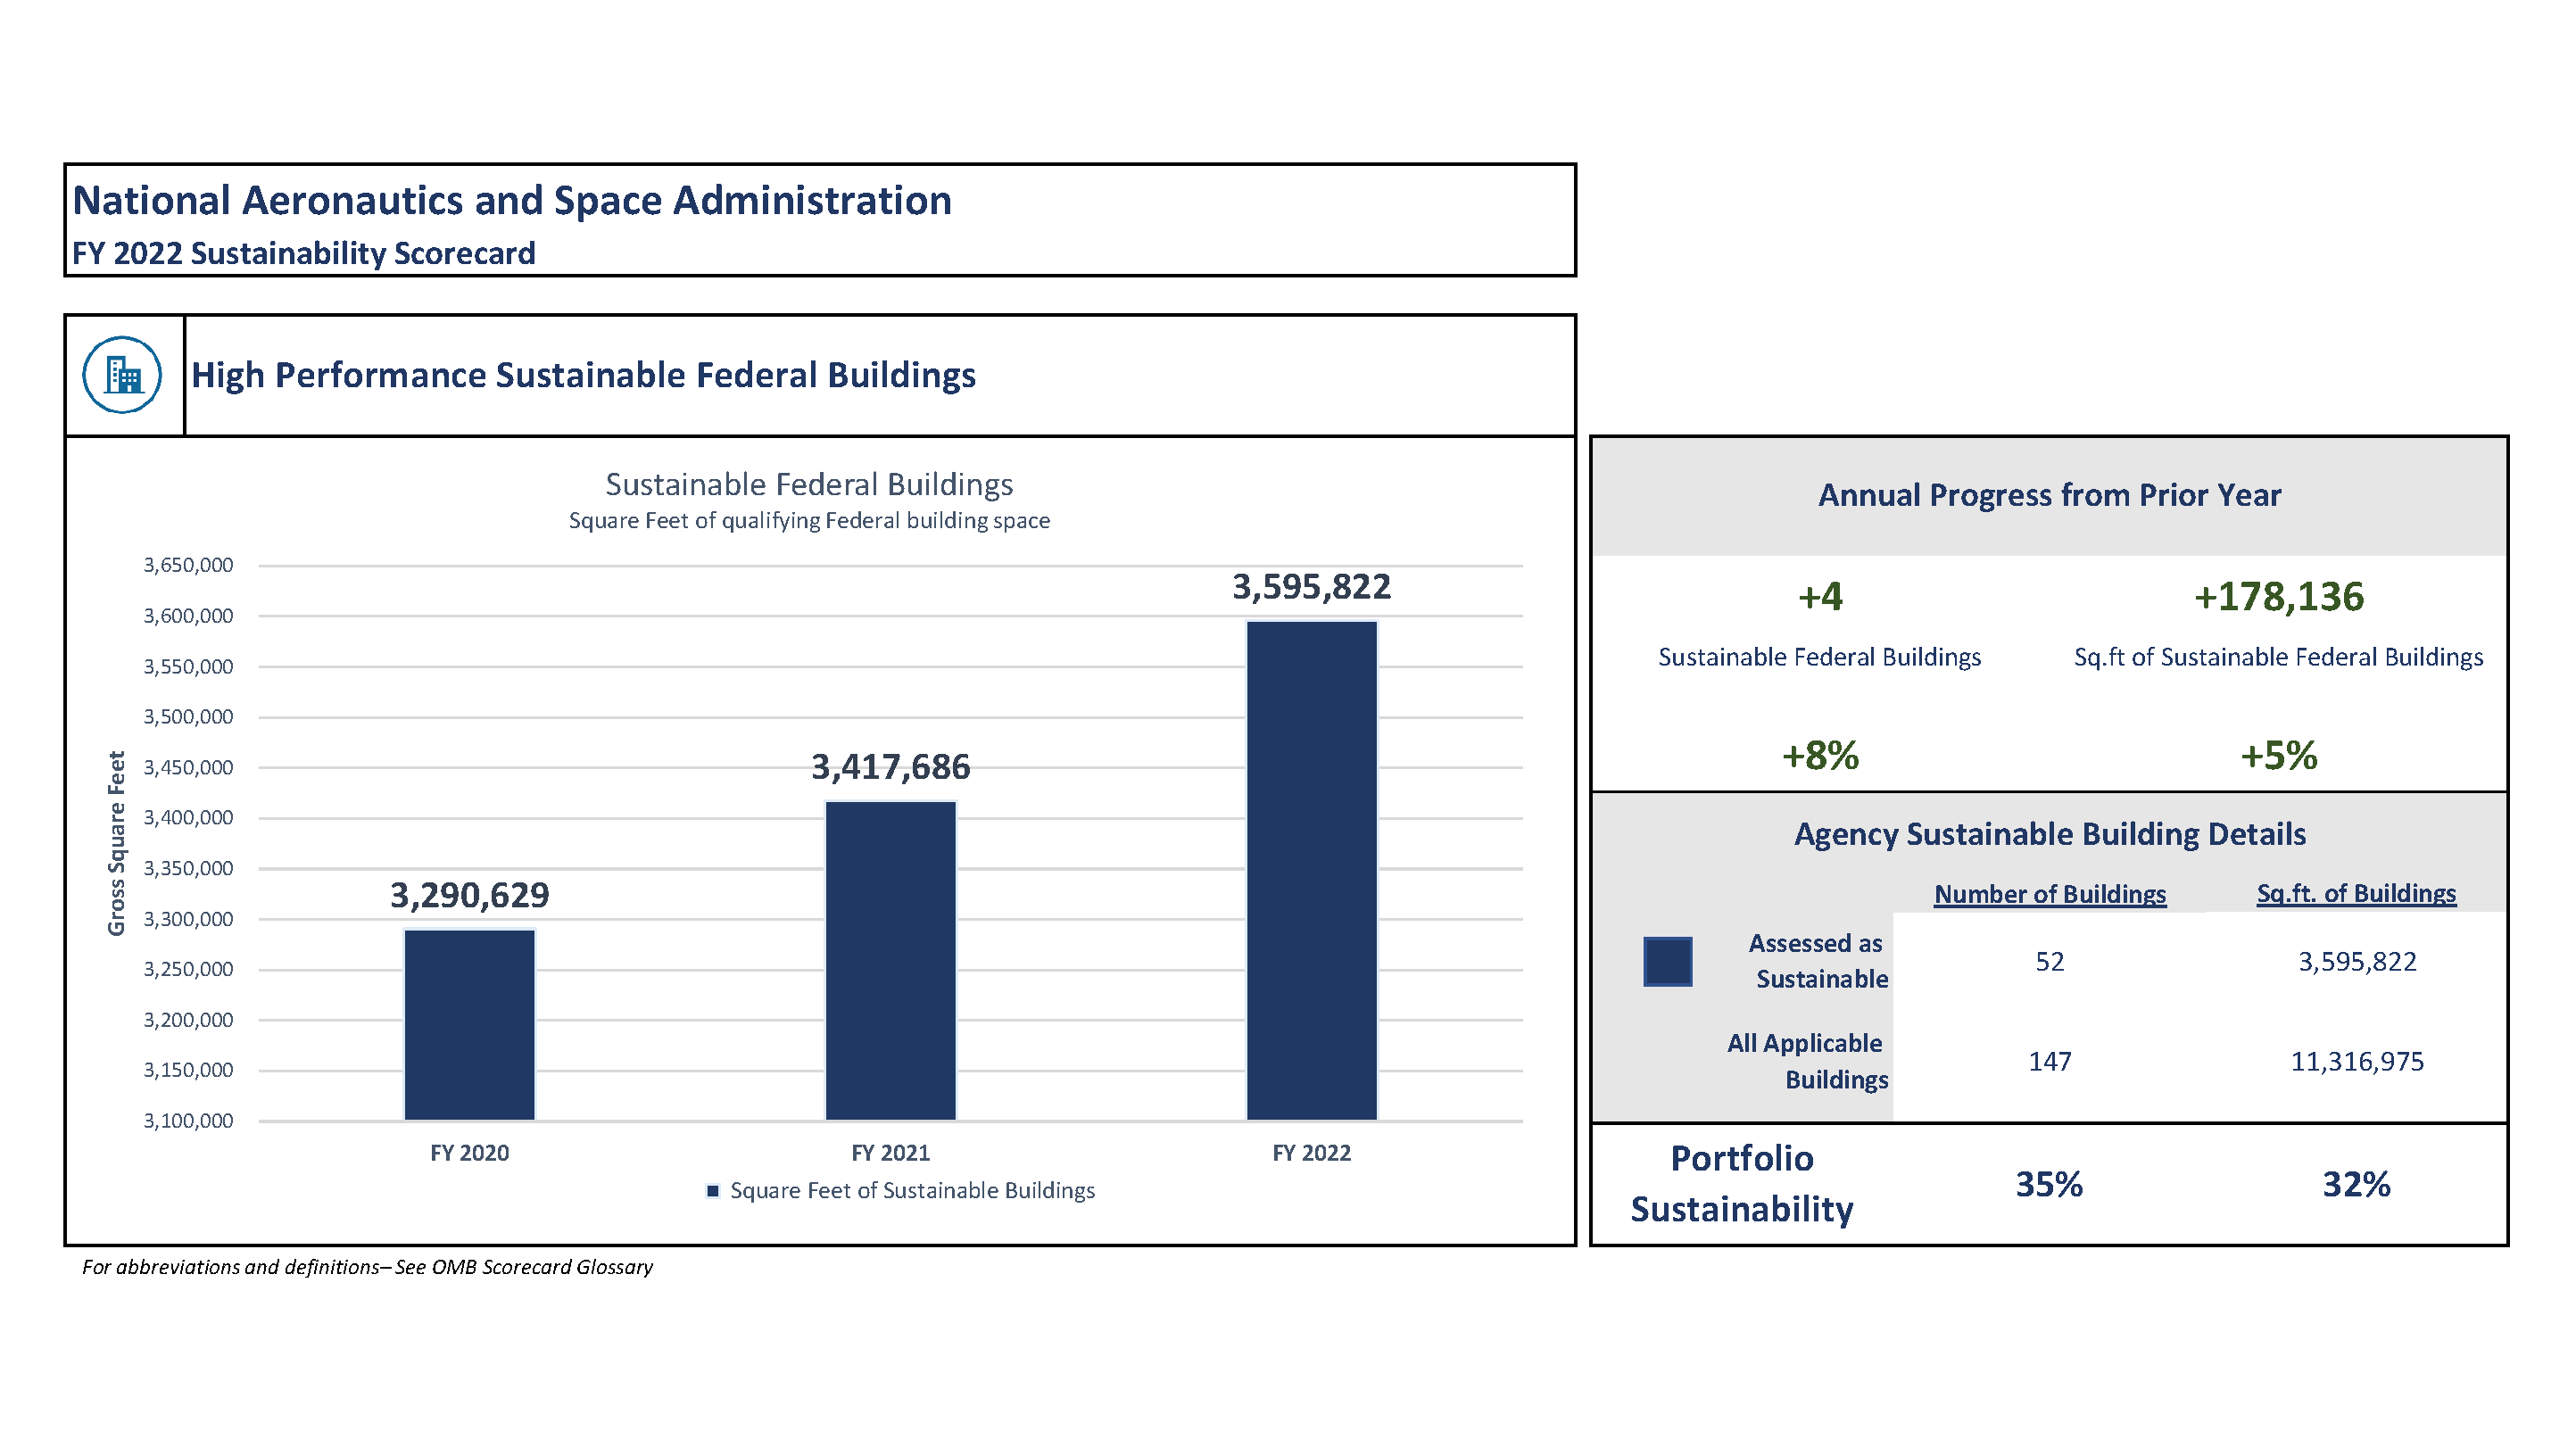 National Aeronautics and Space Administration
FY 2022 Sustainability Scorecard
High Performance Sustainable Federal Buildings
Sustainable Federal Buildings
Square Feet of qualifying Federal building space
Gross Square Feet
3,650,000
3,600,000
3,550,000
3,500,000
3,450,000
3,400,000
3,350,000
3,300,000
3,250,000
3,200,000
3,150,000
3,100,000
3,290,629
3,417,686
3,595,822
FY 2020 FY 2021 FY 2022
Square Feet of Sustainable Buildings
Annual Progress from Prior Year
+4 +178,136
Sustainable Federal Buildings Sq.ft of Sustainable Federal Buildings
+8% +5%
Agency Sustainable Building Details
Number of Buildings Sq.ft. of Buildings
Assessed as
Sustainable
52 3,595,822
All Applicable
Buildings
147 11,316,975
Portfolio
Sustainability
35% 32%
For abbreviations and definitions– See OMB Scorecard Glossary